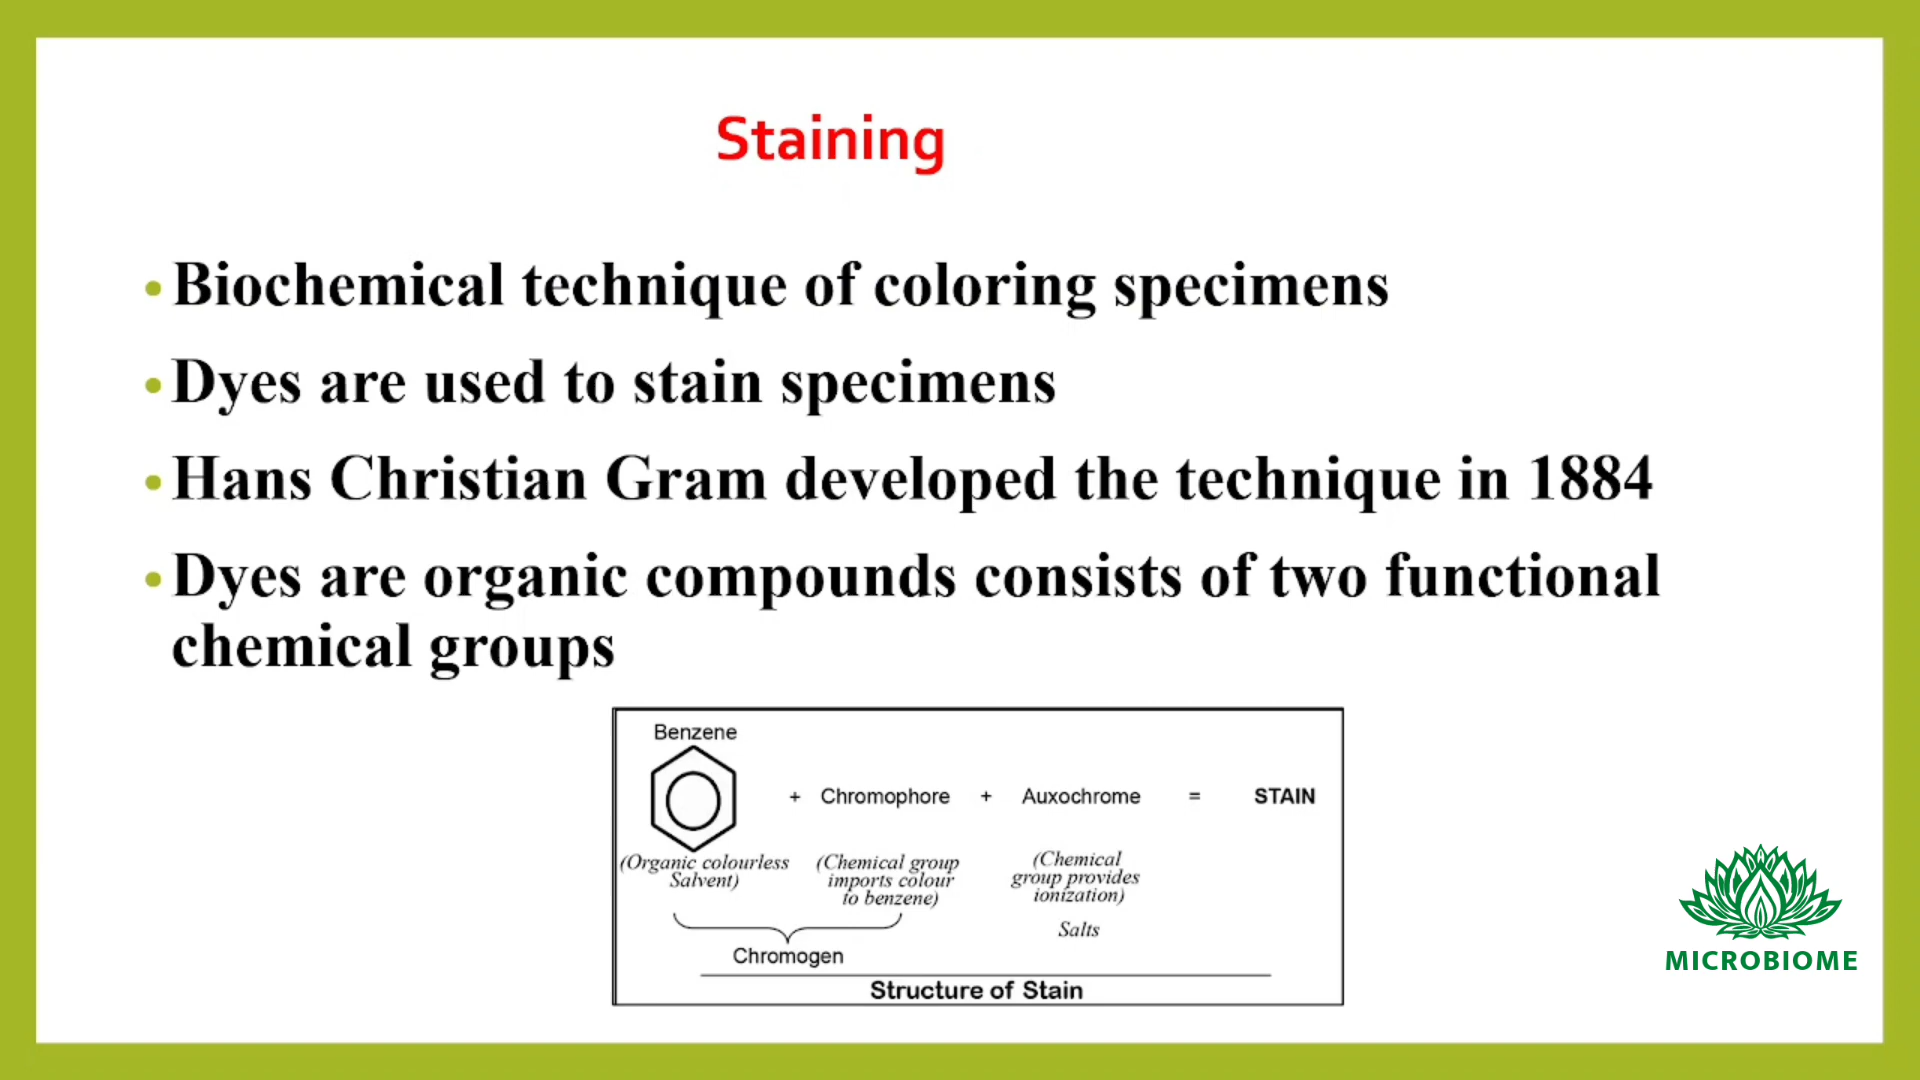 Staining
• Biochemical technique of coloring specimens
• Dyes are used to stain specimens
• Hans Christian Gram developed the technique in 1884
• Dyes are organic compounds consists of two functional
chemical groups
Benzene
+ Chromophore + Auxochrome = STAIN
(Organic colourless
Salvent)
(Chemical group
imports colour
to benzene)
(Chemical
group provides
ionization)
Salts
Chromogen
Structure of Stain
MICROBIOME